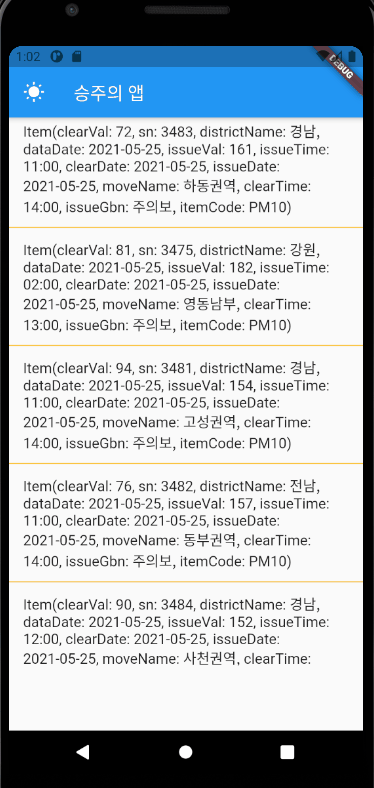 1:02
DEBUG
승주의 앱
Item(clearVal: 72, sn: 3483, districtName: 경남,
dataDate: 2021-05-25, issueVal: 161, issueTime:
11:00, clearDate: 2021-05-25, issueDate:
2021-05-25, moveName: 하동권역, clearTime:
14:00, issueGbn: 주의보, itemCode: PM10)
Item(clearVal: 81, sn: 3475, districtName: 강원,
dataDate: 2021-05-25, issueVal: 182, issueTime:
02:00, clearDate: 2021-05-25, issueDate:
2021-05-25, moveName: 영동남부, clearTime:
13:00, issueGbn: 주의보, itemCode: PM10)
Item(clearVal: 94, sn: 3481, districtName: 경남,
dataDate: 2021-05-25, issueVal: 154, issueTime:
11:00, clearDate: 2021-05-25, issueDate:
2021-05-25, moveName: 고성권역, clearTime:
14:00, issueGbn: 주의보, itemCode: PM10)
Item(clearVal: 76, sn: 3482, districtName: 전남,
dataDate: 2021-05-25, issueVal: 157, issueTime:
11:00, clearDate: 2021-05-25, issueDate:
2021-05-25, moveName: 동부권역, clearTime:
14:00, issueGbn: 주의보, itemCode: PM10)
Item(clearVal: 90, sn: 3484, districtName: 경남,
dataDate: 2021-05-25, issueVal: 152, issueTime:
12:00, clearDate: 2021-05-25, issueDate:
2021-05-25, moveName: 사천권역, clearTime: